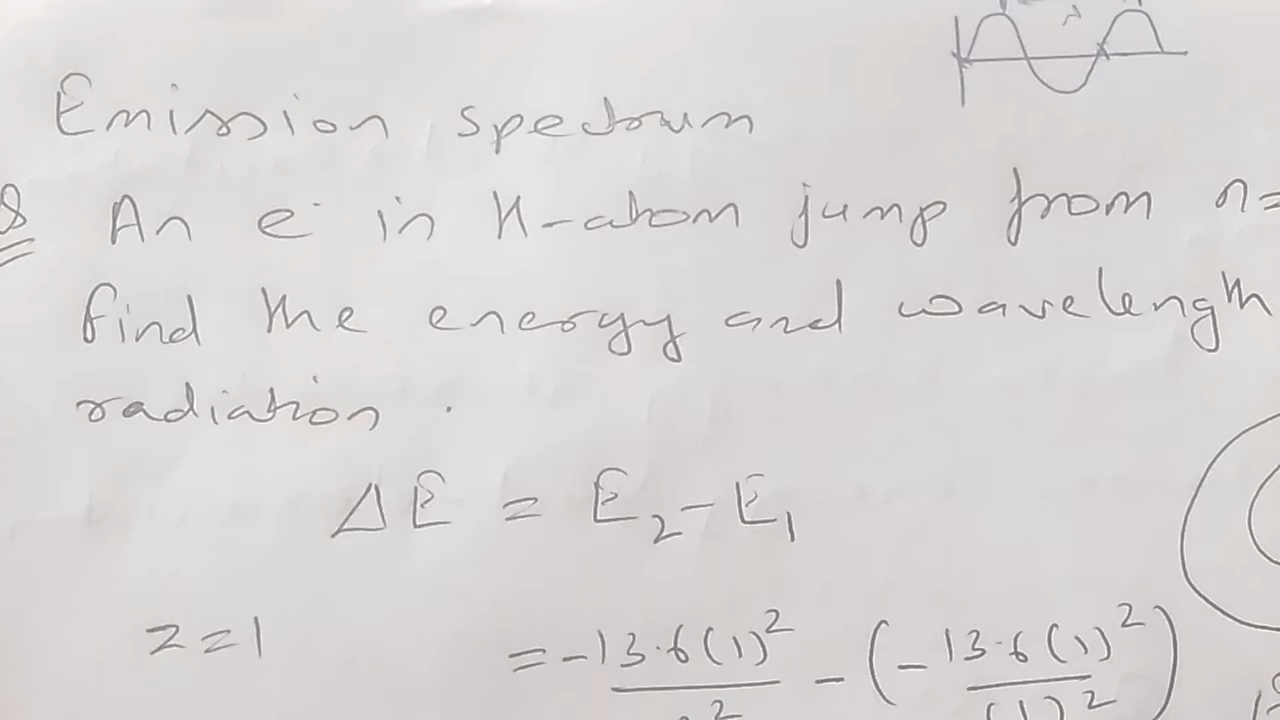 λ
Emission spectrum
Q An e⁻ in H-atom jump from n=
find the energy and wavelength
radiation.
ΔE = E₂-E₁
z=1 =-13.6(1)² - (-13.6(1)²)
² (1)²